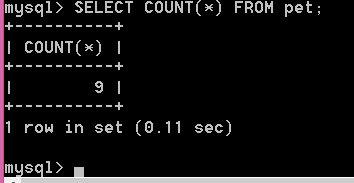 mysql> SELECT COUNT(*) FROM pet;
+----------+
| COUNT(*) |
+----------+
|        9 |
+----------+
1 row in set (0.11 sec)
mysql>